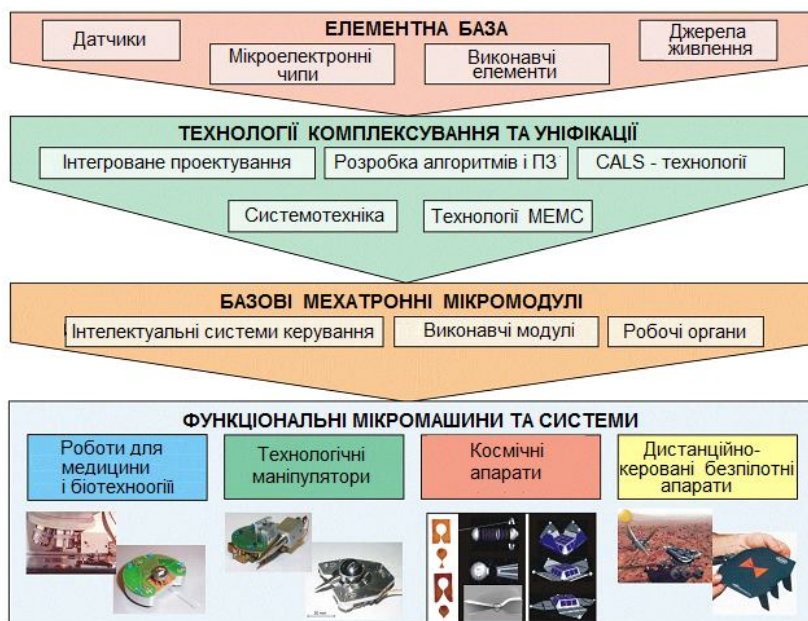 ЕЛЕМЕНТНА БАЗА
Датчики
Мікроелектронні
чипи
Виконавчі
елементи
Джерела
живлення
ТЕХНОЛОГІЇ КОМПЛЕКСУВАННЯ ТА УНІФІКАЦІЇ
Інтегроване проектування
Розробка алгоритмів і ПЗ
CALS - технології
Системотехніка
Технології МЕМС
БАЗОВІ МЕХАТРОННІ МІКРОМОДУЛІ
Інтелектуальні системи керування
Виконавчі модулі
Робочі органи
ФУНКЦІОНАЛЬНІ МІКРОМАШИНИ ТА СИСТЕМИ
Роботи для
медицини
і біотехноогіїї
Технологічні
маніпулятори
Космічні
апарати
Дистанційно-
керовані безпілотні
апарати